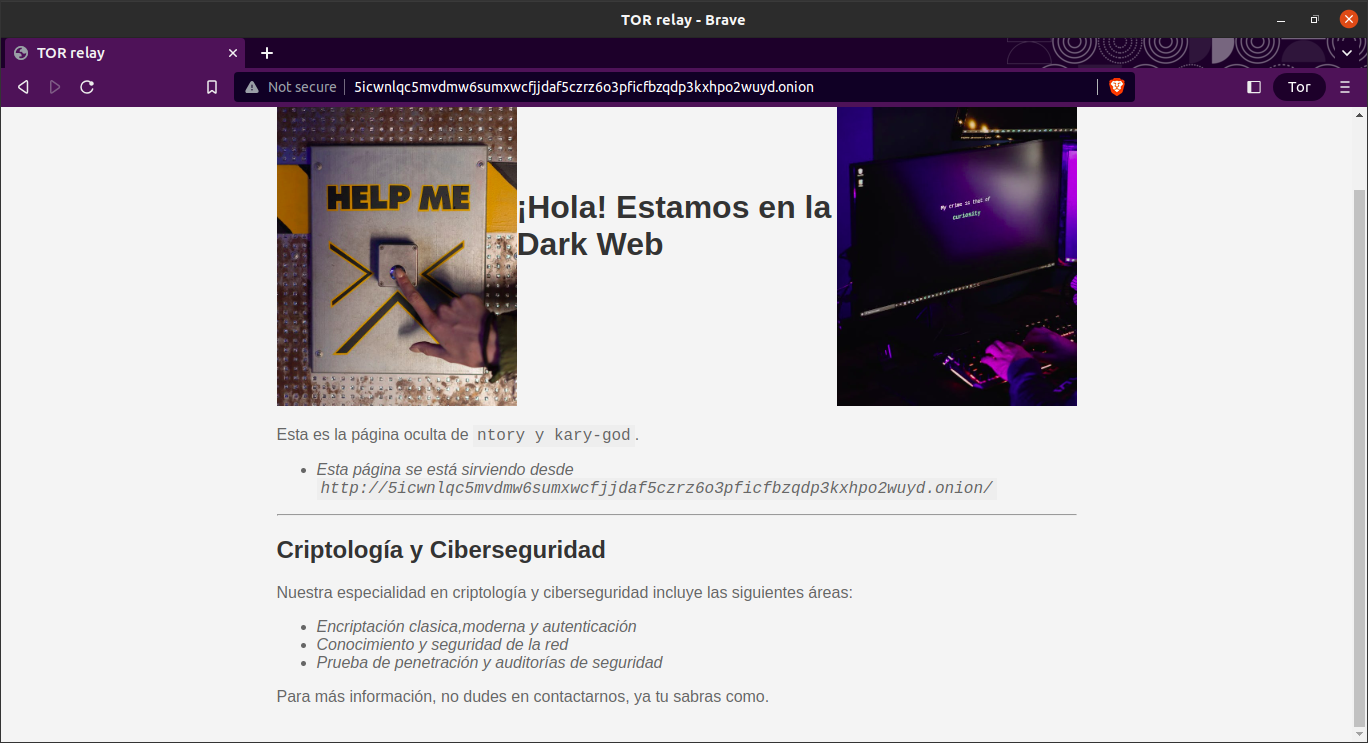 TOR relay - Brave
TOR relay
Not secure
5icwnlqc5mvdmw6sumxwcfjjdaf5czrz6o3pficfbzqdp3kxhpo2wuyd.onion
Tor
HELP ME
¡Hola! Estamos en la
Dark Web
My crime is that of
curiosity
Esta es la página oculta de ntory y kary-god.
Esta página se está sirviendo desde
http://5icwnlqc5mvdmw6sumxwcfjjdaf5czrz6o3pficfbzqdp3kxhpo2wuyd.onion/
Criptología y Ciberseguridad
Nuestra especialidad en criptología y ciberseguridad incluye las siguientes áreas:
Encriptación clasica,moderna y autenticación
Conocimiento y seguridad de la red
Prueba de penetración y auditorías de seguridad
Para más información, no dudes en contactarnos, ya tu sabras como.